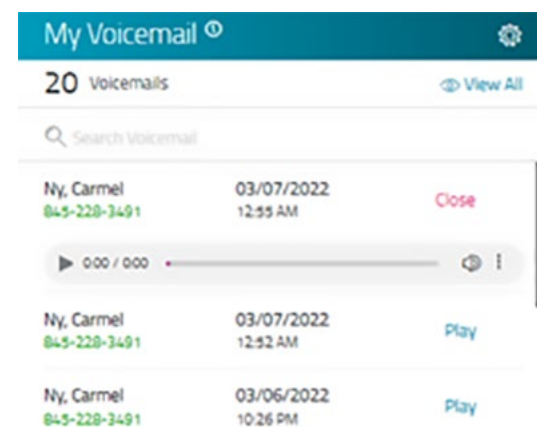 My Voicemail
20 Voicemails View All
Search Voicemail
Ny, Carmel 03/07/2022 Close
845-228-3491 12:55 AM
0:00 / 0:00
Ny, Carmel 03/07/2022 Play
845-228-3491 12:52 AM
Ny, Carmel 03/06/2022 Play
845-228-3491 10:26 PM